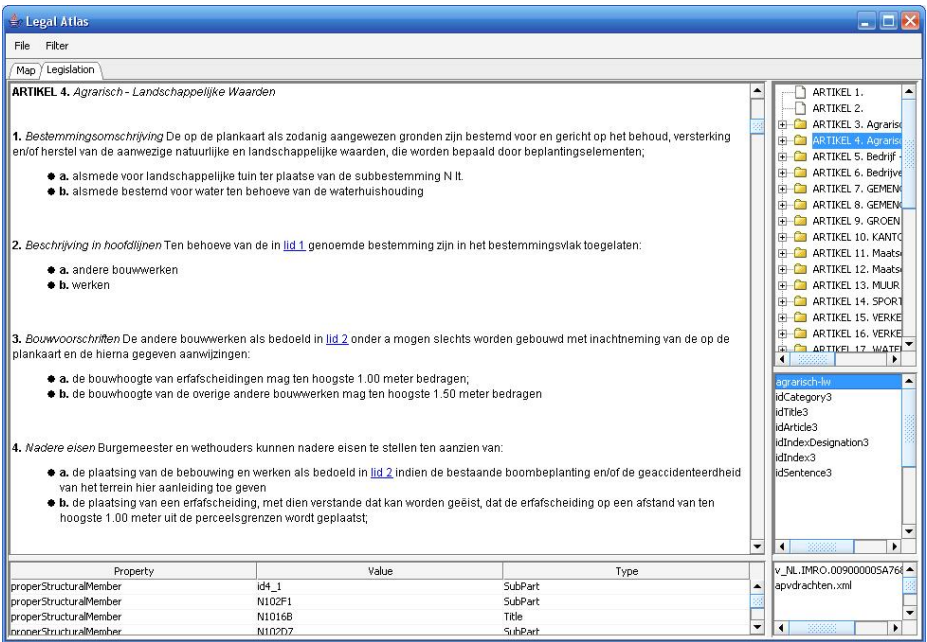 Legal Atlas
File Filter
Map Legislation
ARTIKEL 4. Agrarisch - Landschappelijke Waarden
1. Bestemmingsomschrijving De op de plankaart als zodanig aangewezen gronden zijn bestemd voor en gericht op het behoud, versterking
en/of herstel van de aanwezige natuurlijke en landschappelijke waarden, die worden bepaald door beplantingselementen;
a. alsmede voor landschappelijke tuin ter plaatse van de subbestemming N lt.
b. alsmede bestemd voor water ten behoeve van de waterhuishouding
2. Beschrijving in hoofdlijnen Ten behoeve van de in lid 1 genoemde bestemming zijn in het bestemmingsvlak toegelaten:
a. andere bouwwerken
b. werken
3. Bouwvoorschriften De andere bouwwerken als bedoeld in lid 2 onder a mogen slechts worden gebouwd met inachtneming van de op de
plankaart en de hierna gegeven aanwijzingen:
a. de bouwhoogte van erfafscheidingen mag ten hoogste 1.00 meter bedragen;
b. de bouwhoogte van de overige andere bouwwerken mag ten hoogste 1.50 meter bedragen
4. Nadere eisen Burgemeester en wethouders kunnen nadere eisen te stellen ten aanzien van:
a. de plaatsing van de bebouwing en werken als bedoeld in lid 2 indien de bestaande boombeplanting en/of de geaccidenteerdheid
van het terrein hier aanleiding toe geven
b. de plaatsing van een erfafscheiding, met dien verstande dat kan worden geëist, dat de erfafscheiding op een afstand van ten
hoogste 1.00 meter uit de perceelsgrenzen wordt geplaatst;
ARTIKEL 1.
ARTIKEL 2.
ARTIKEL 3. Agrarisc
ARTIKEL 4. Agrarisc
ARTIKEL 5. Bedrijf -
ARTIKEL 6. Bedrijve
ARTIKEL 7. GEMENG
ARTIKEL 8. GEMENG
ARTIKEL 9. GROEN
ARTIKEL 10. KANTO
ARTIKEL 11. Maats
ARTIKEL 12. Maats
ARTIKEL 13. MUUR
ARTIKEL 14. SPORT
ARTIKEL 15. VERKE
ARTIKEL 16. VERKE
ARTIKEL 17. WATE
agrarisch-lw
idCategory3
idTitle3
idArticle3
idIndexDesignation3
idIndex3
idSentence3
Property Value Type
properStructuralMember id4_1 SubPart
properStructuralMember N102F1 SubPart
properStructuralMember N1016B Title
properStructuralMember N102D7 SubPart
v_NL.IMRO.00900000SA768
apvdrachten.xml